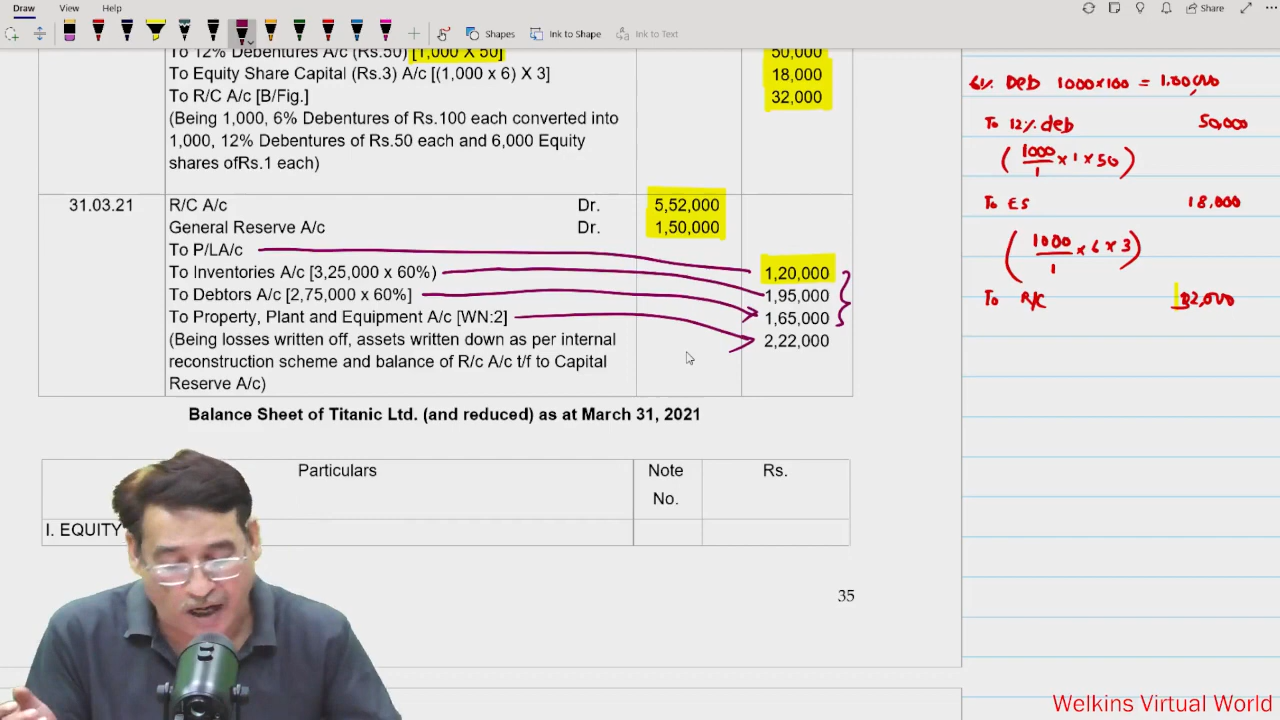 Draw View Help
Share
Shapes Ink to Shape Ink to Text
To 12% Debentures A/c (Rs.50) [1,000 X 50] 50,000
To Equity Share Capital (Rs.3) A/c [(1,000 x 6) X 3] 18,000
To R/C A/c [B/Fig.] 32,000
(Being 1,000, 6% Debentures of Rs.100 each converted into
1,000, 12% Debentures of Rs.50 each and 6,000 Equity
shares ofRs.1 each)
31.03.21 R/C A/c Dr. 5,52,000
General Reserve A/c Dr. 1,50,000
To P/LA/c
To Inventories A/c [3,25,000 x 60%) 1,20,000
To Debtors A/c [2,75,000 x 60%] 1,95,000
To Property, Plant and Equipment A/c [WN:2] 1,65,000
(Being losses written off, assets written down as per internal 2,22,000
reconstruction scheme and balance of R/c A/c t/f to Capital
Reserve A/c)
Balance Sheet of Titanic Ltd. (and reduced) as at March 31, 2021
Particulars Note Rs.
No.
I. EQUITY
35
6% Deb 1000x100 = 1,00,000
To 12% deb 50,000
(1000/1 x 1 x 50)
To ES 18,000
(1000/1 x 6 x 3)
To R/C 32,000
Welkins Virtual World